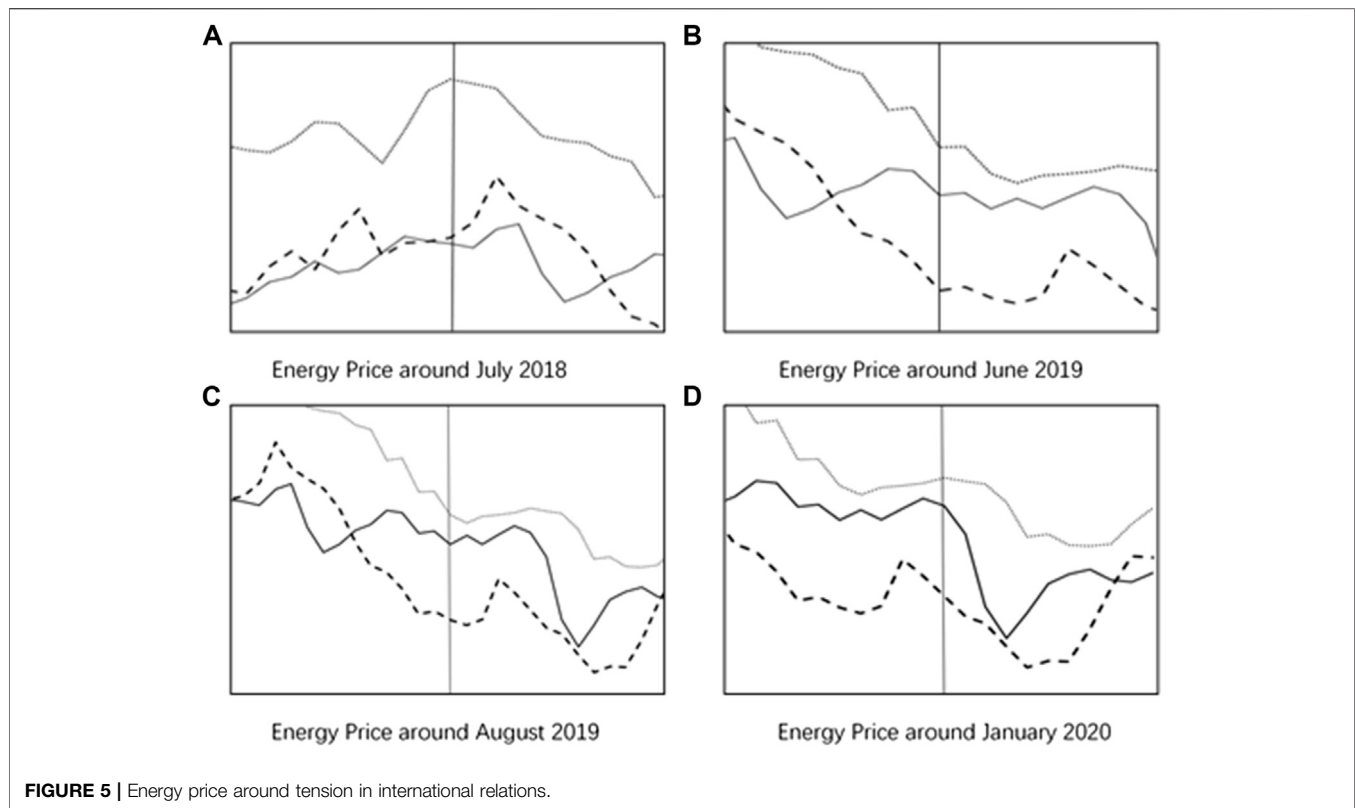 A
B
Energy Price around July 2018
Energy Price around June 2019
C
D
Energy Price around August 2019
Energy Price around January 2020
FIGURE 5 | Energy price around tension in international relations.